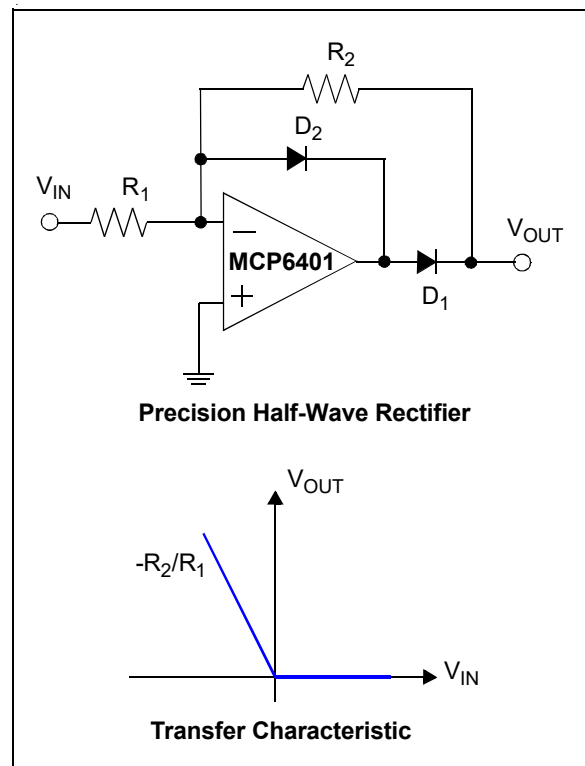 R2
D2
VIN
R1
VOUT
−
MCP6401
+
D1
Precision Half-Wave Rectifier
VOUT
-R2/R1
VIN
Transfer Characteristic